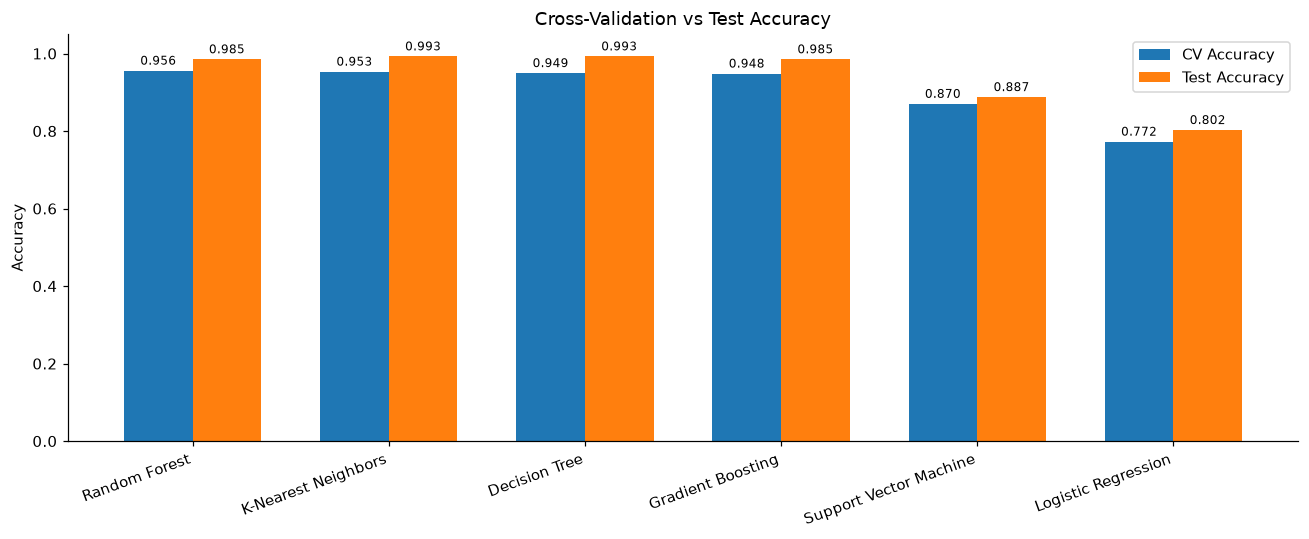 Cross-Validation vs Test Accuracy
CV Accuracy
Test Accuracy
Accuracy
1.0
0.8
0.6
0.4
0.2
0.0
0.956
0.985
0.953
0.993
0.949
0.993
0.948
0.985
0.870
0.887
0.772
0.802
Random Forest
K-Nearest Neighbors
Decision Tree
Gradient Boosting
Support Vector Machine
Logistic Regression